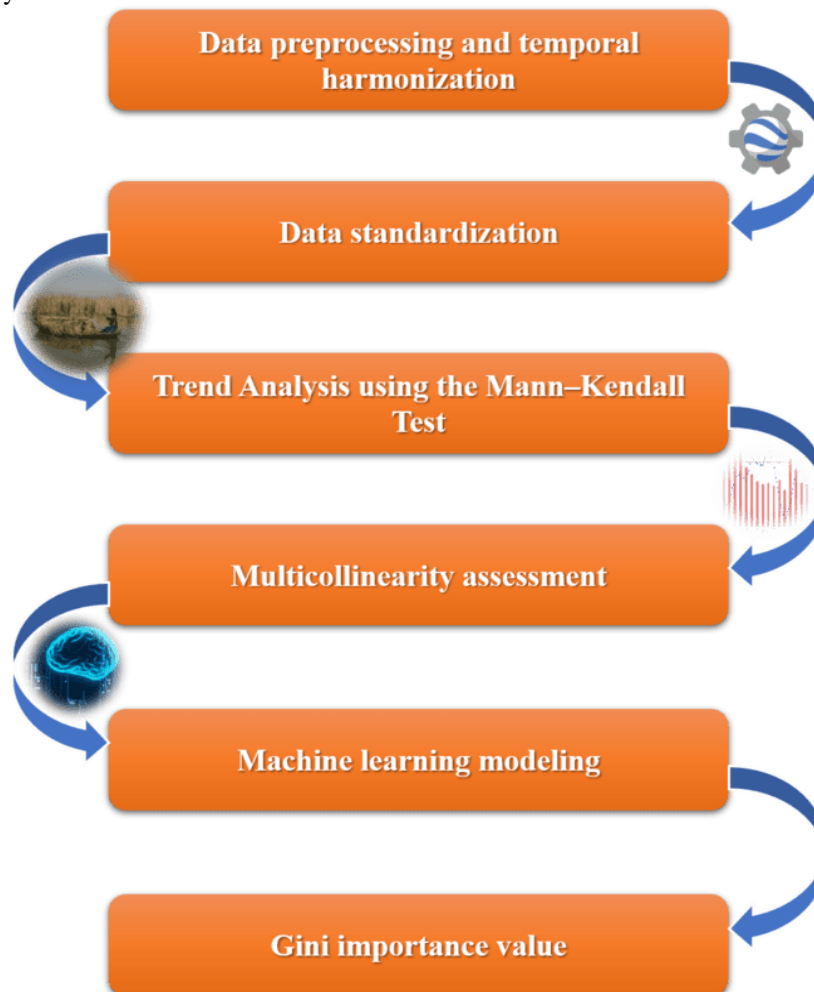 Data preprocessing and temporal
harmonization
Data standardization
Trend Analysis using the Mann–Kendall
Test
Multicollinearity assessment
Machine learning modeling
Gini importance value